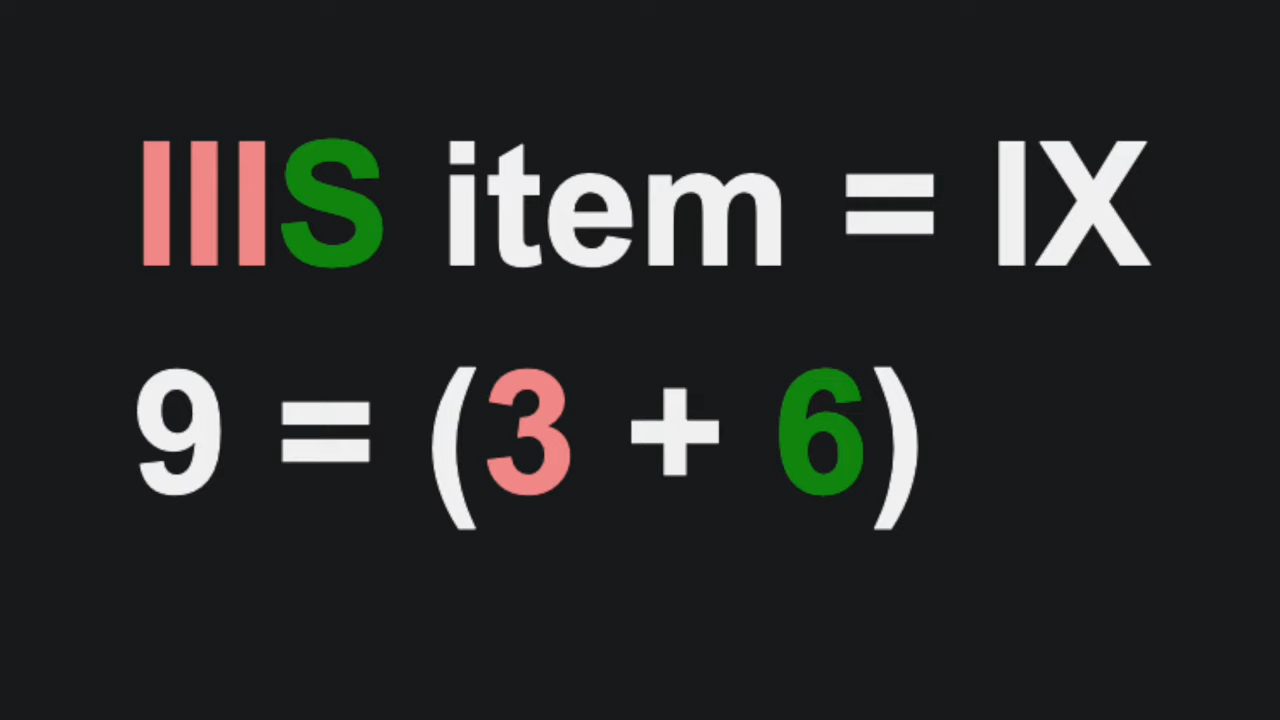 IIIS item = IX
9 = (3 + 6)